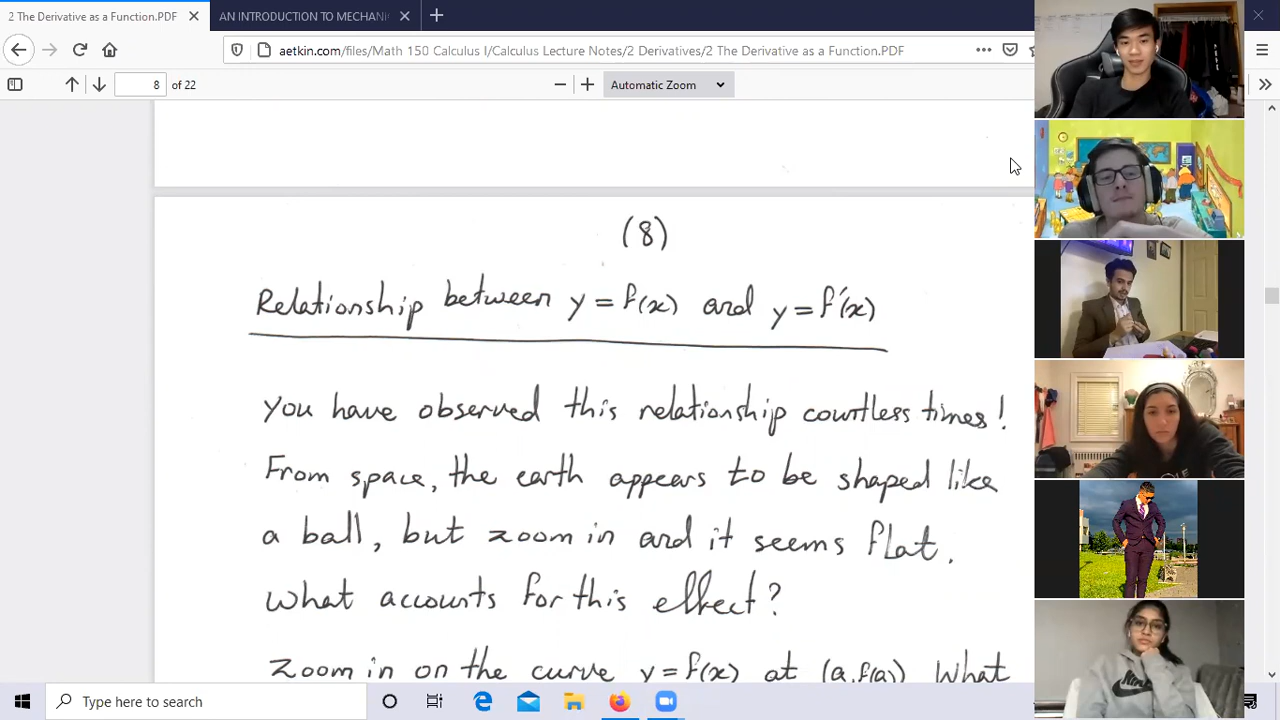 2 The Derivative as a Function.PDF
AN INTRODUCTION TO MECHAN
aetkin.com/files/Math 150 Calculus I/Calculus Lecture Notes/2 Derivatives/2 The Derivative as a Function.PDF
8 of 22
Automatic Zoom
(8)
Relationship between y = f(x) and y = f'(x)
You have observed this relationship countless times!
From space, the earth appears to be shaped like
a ball, but zoom in and it seems flat.
What accounts for this effect?
Zoom in on the curve y = f(x) at (a, f(a)) What
Type here to search